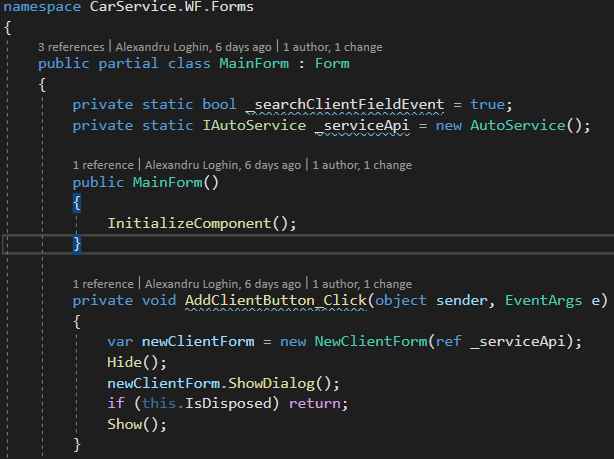 namespace CarService.WF.Forms
{
3 references | Alexandru Loghin, 6 days ago | 1 author, 1 change
public partial class MainForm : Form
{
private static bool _searchClientFieldEvent = true;
private static IAutoService _serviceApi = new AutoService();
1 reference | Alexandru Loghin, 6 days ago | 1 author, 1 change
public MainForm()
{
InitializeComponent();
}
1 reference | Alexandru Loghin, 6 days ago | 1 author, 1 change
private void AddClientButton_Click(object sender, EventArgs e)
{
var newClientForm = new NewClientForm(ref _serviceApi);
Hide();
newClientForm.ShowDialog();
if (this.IsDisposed) return;
Show();
}